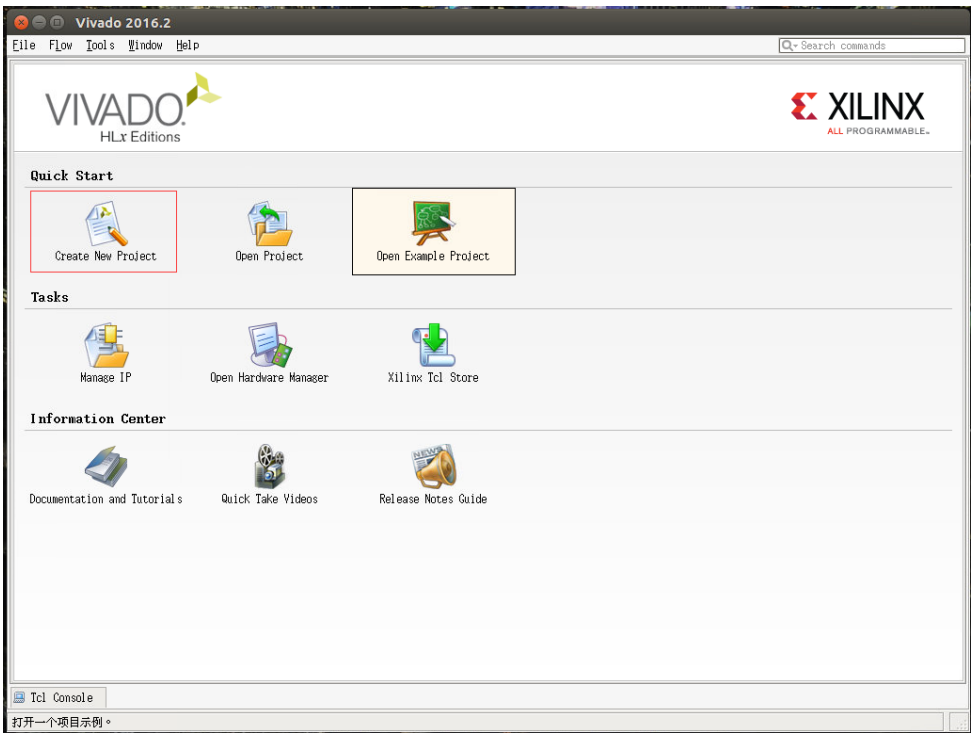 Vivado 2016.2
File Flow Tools Window Help
Search commands
VIVADO.
HLx Editions
XILINX
ALL PROGRAMMABLE.
Quick Start
Create New Project
Open Project
Open Example Project
Tasks
Manage IP
Open Hardware Manager
Xilinx Tcl Store
Information Center
NEWS
Documentation and Tutorials
Quick Take Videos
Release Notes Guide
Tcl Console
打开一个项目示例。